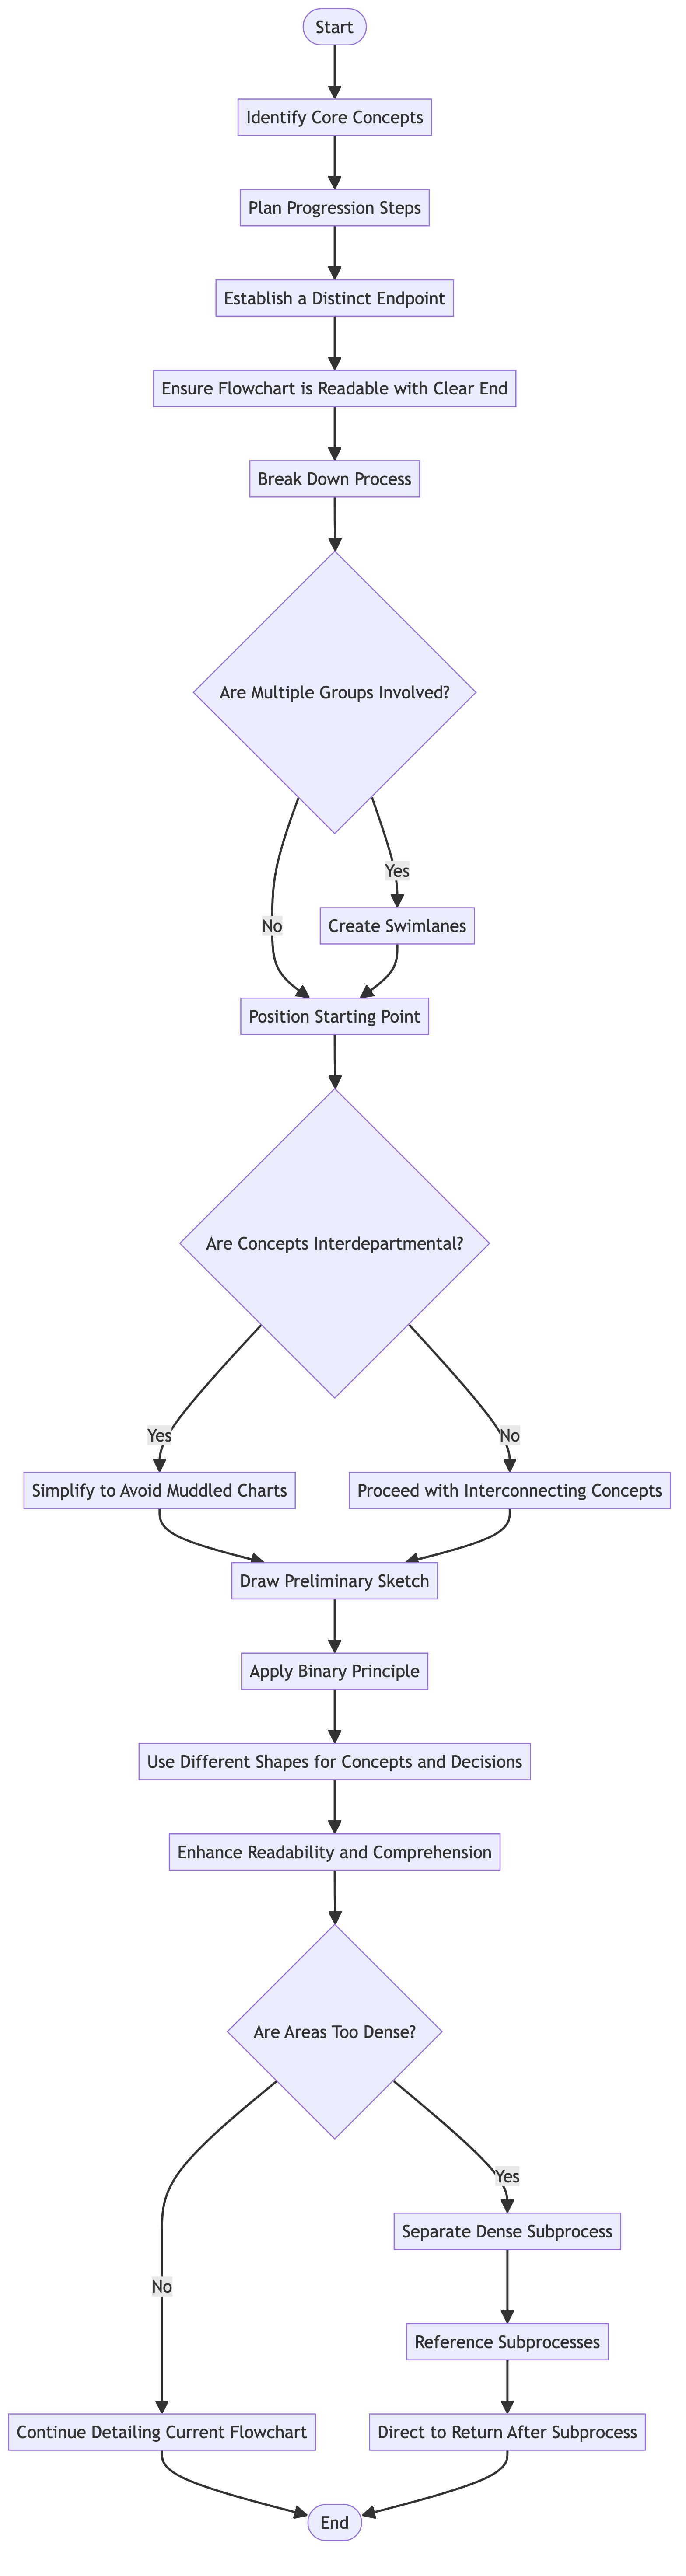 Start
Identify Core Concepts
Plan Progression Steps
Establish a Distinct Endpoint
Ensure Flowchart is Readable with Clear End
Break Down Process
Are Multiple Groups Involved?
Yes
No
Create Swimlanes
Position Starting Point
Are Concepts Interdepartmental?
Yes
No
Simplify to Avoid Muddled Charts
Proceed with Interconnecting Concepts
Draw Preliminary Sketch
Apply Binary Principle
Use Different Shapes for Concepts and Decisions
Enhance Readability and Comprehension
Are Areas Too Dense?
Yes
Separate Dense Subprocess
No
Reference Subprocesses
Continue Detailing Current Flowchart
Direct to Return After Subprocess
End